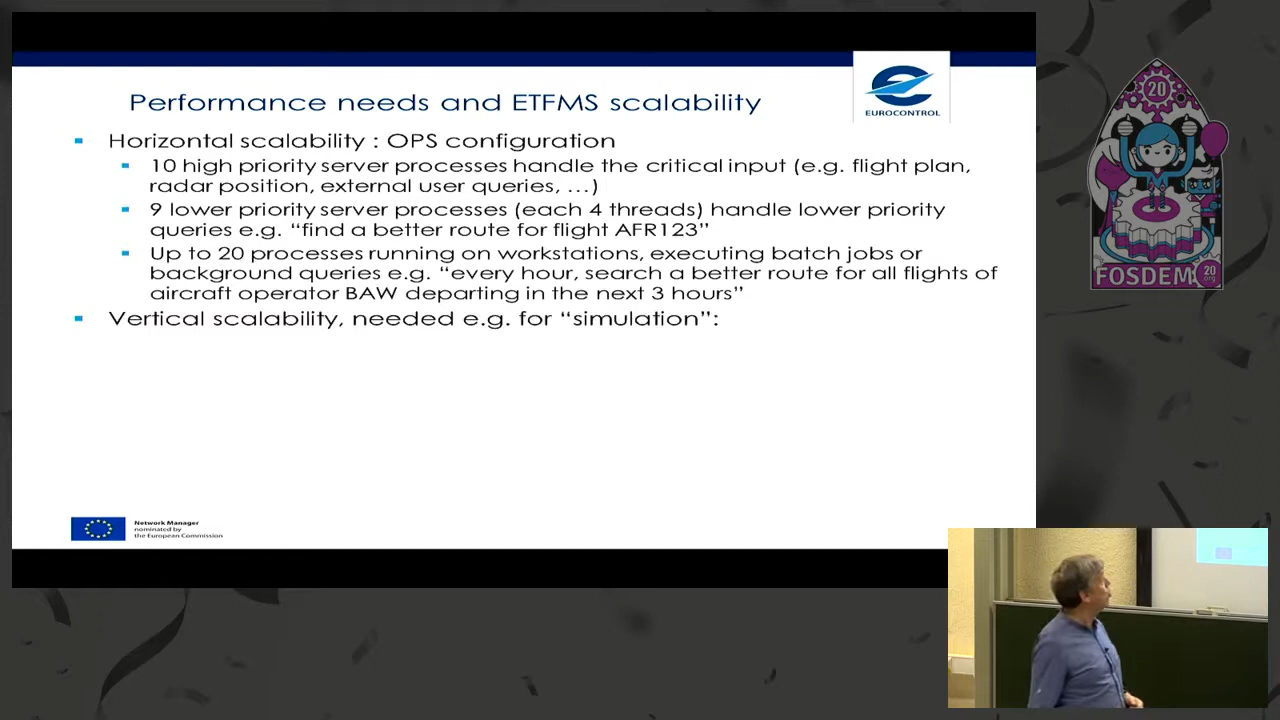 Performance needs and ETFMS scalability
EUROCONTROL
Horizontal scalability : OPS configuration
10 high priority server processes handle the critical input (e.g. flight plan,
radar position, external user queries, …)
9 lower priority server processes (each 4 threads) handle lower priority
queries e.g. “find a better route for flight AFR123”
Up to 20 processes running on workstations, executing batch jobs or
background queries e.g. “every hour, search a better route for all flights of
aircraft operator BAW departing in the next 3 hours”
Vertical scalability, needed e.g. for “simulation”:
Network Manager
nominated by
the European Commission
20
FOSDEM
20
.org